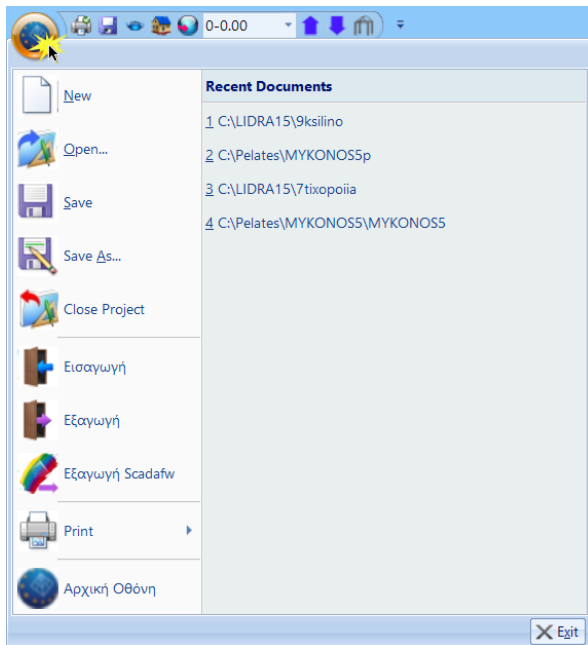 0-0.00
New
Open...
Save
Save As...
Close Project
Εισαγωγή
Εξαγωγή
Εξαγωγή Scadafw
Print
Αρχική Οθόνη
Recent Documents
1 C:\LIDRA15\9ksilino
2 C:\Pelates\MYKONOS5p
3 C:\LIDRA15\7tixopoiia
4 C:\Pelates\MYKONOS5\MYKONOS5
Exit